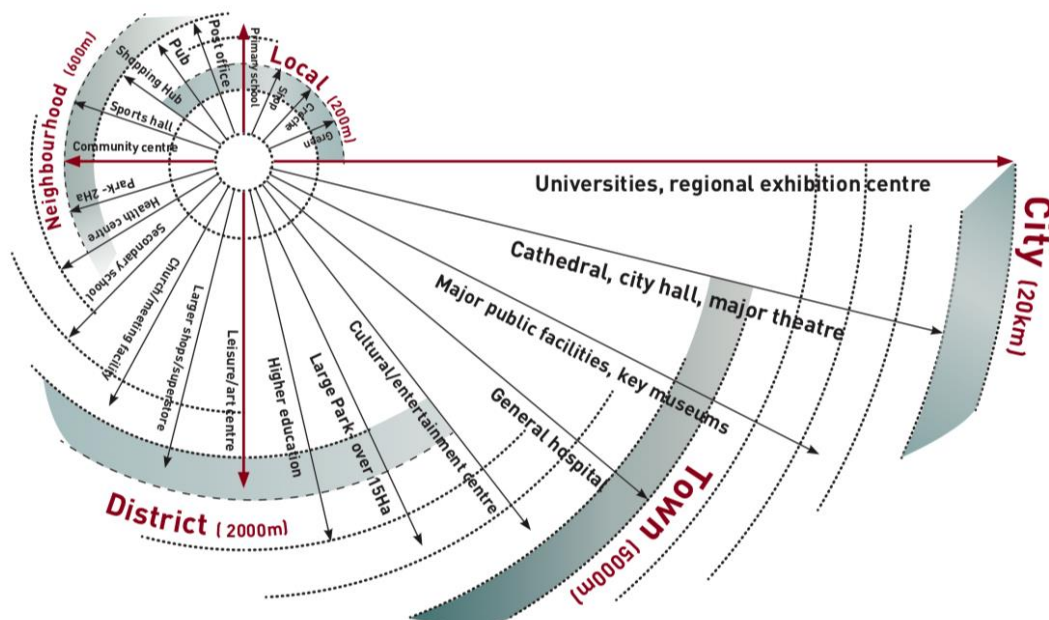 Local (200m)
Green
Crèche
Shop
Primary school
Post office
Pub
Shopping Hub
Sports hall
Community centre
Neighbourhood (600m)
Park- 2Ha
Health centre
Secondary school
Church/meeting facility
Larger shops/superstore
Leisure/art centre
District ( 2000m)
Higher education
Large Park, over 15Ha
Cultural/entertainment centre
General hospital
Town (5000m)
Major public facilities, key museums
Cathedral, city hall, major theatre
Universities, regional exhibition centre
City (20km)